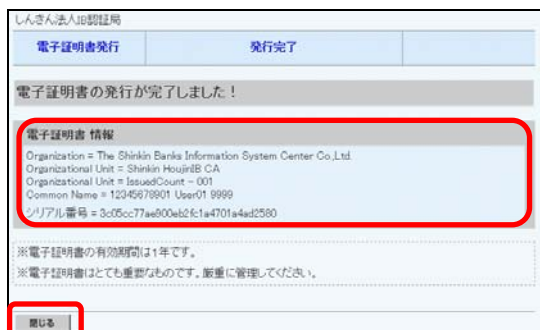 しんきん法人IB認証局
電子証明書発行 発行完了
電子証明書の発行が完了しました！
電子証明書 情報
Organization = The Shinkin Banks Information System Center Co.,Ltd.
Organizational Unit = Shinkin HoujinIB CA
Organizational Unit = IssuedCount - 001
Common Name = 12345678901 User01 9999
シリアル番号 = 3c05cc77ae900eb2fc1a4701a4ad2580
※電子証明書の有効期間は1年です。
※電子証明書はとても重要なものです。厳重に管理してください。
閉じる